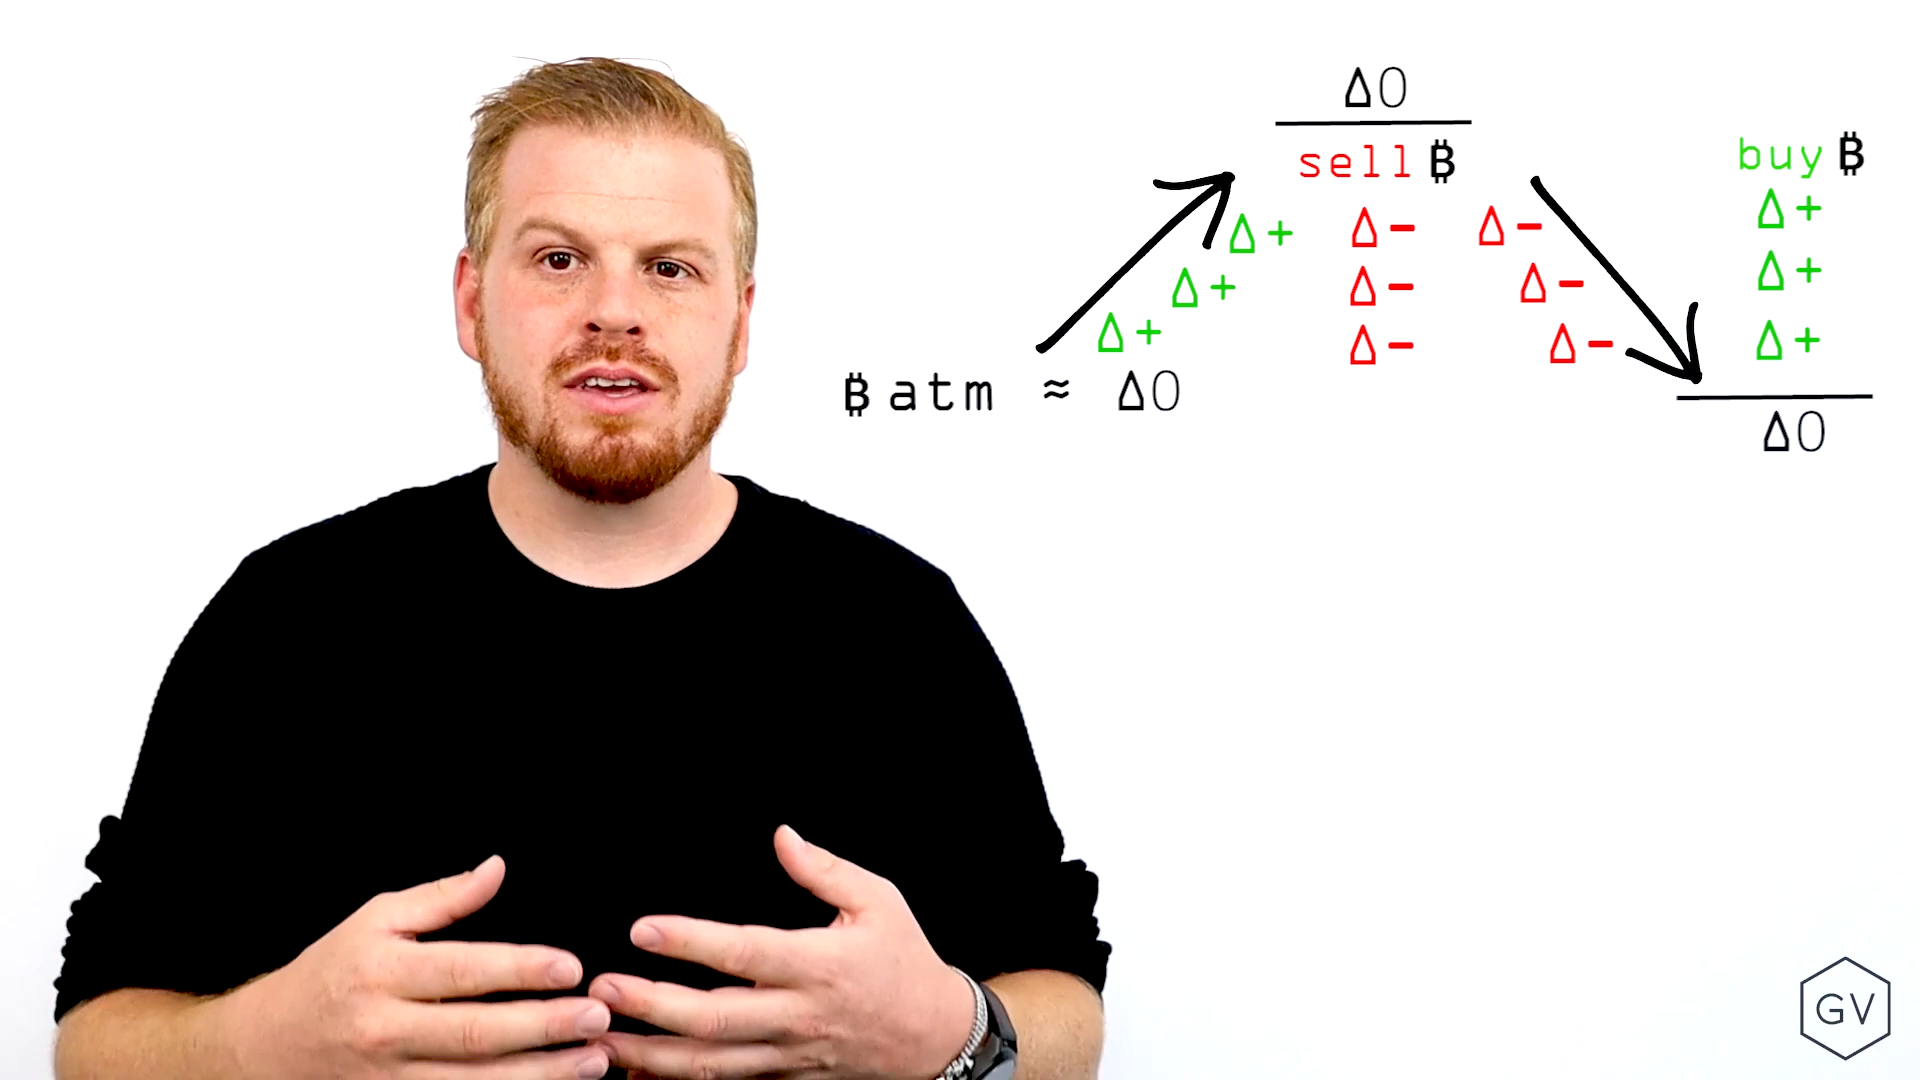 Δ0
sell ₿
buy ₿
Δ+ Δ- Δ- Δ+
Δ+ Δ- Δ- Δ+
Δ+ Δ- Δ- Δ+
₿ atm ≈ Δ0
Δ0
GV